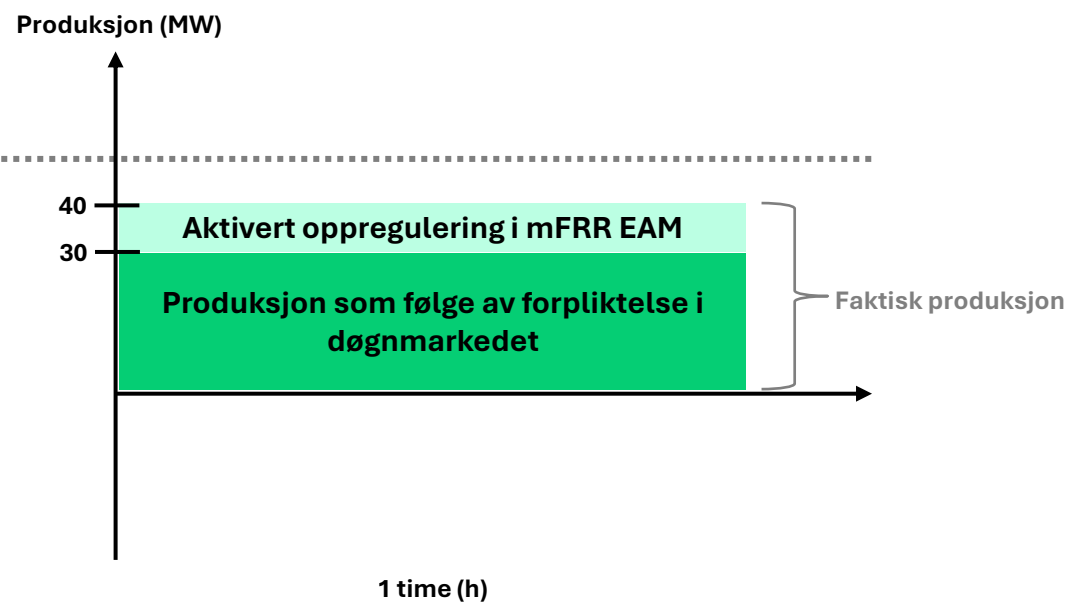 Produksjon (MW)
40
Aktivert oppregulering i mFRR EAM
30
Produksjon som følge av forpliktelse i
døgnmarkedet
Faktisk produksjon
1 time (h)